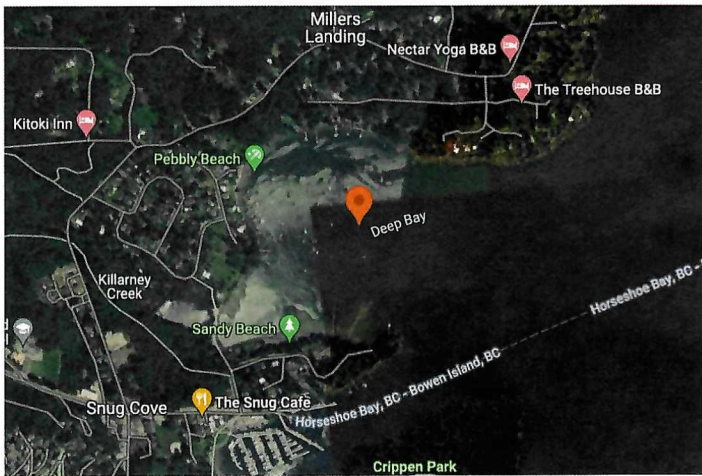 Millers
Landing
Nectar Yoga B&B
The Treehouse B&B
Kitoki Inn
Pebbly Beach
Deep Bay
Killarney
Creek
Horseshoe Bay, BC -
Sandy Beach
Horseshoe Bay, BC - Bowen Island, BC
Snug Cove
The Snug Cafe
Crippen Park